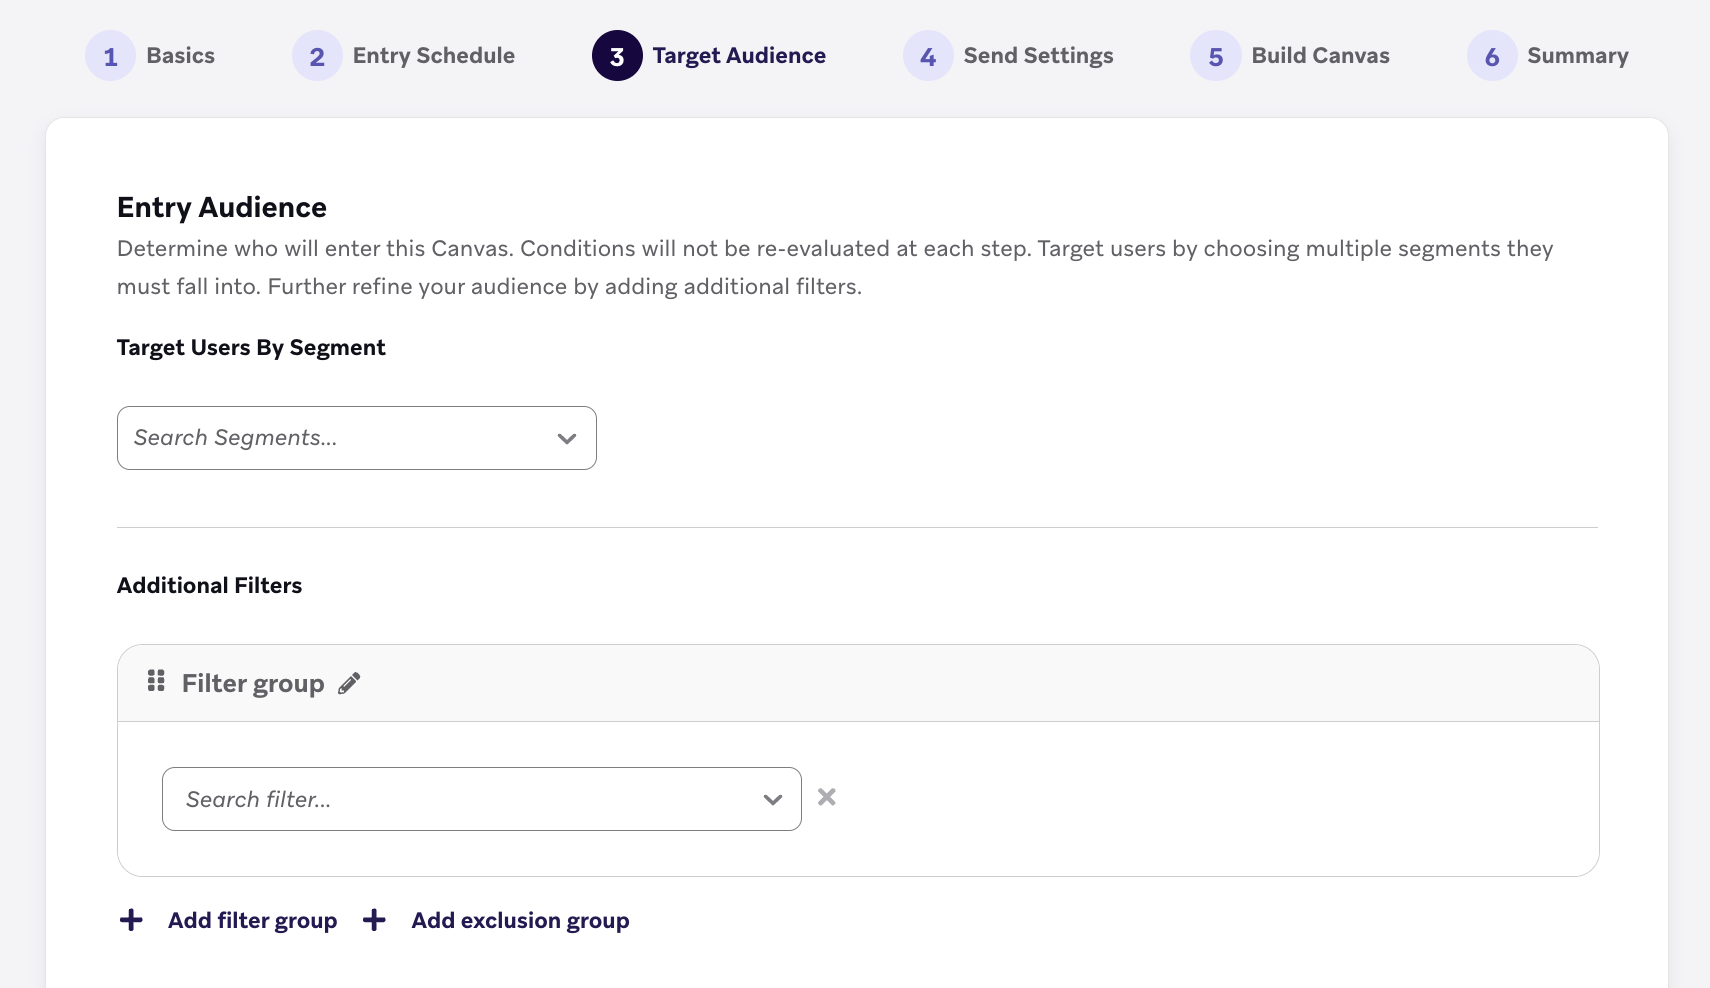 1 Basics 2 Entry Schedule 3 Target Audience 4 Send Settings 5 Build Canvas 6 Summary
Entry Audience
Determine who will enter this Canvas. Conditions will not be re-evaluated at each step. Target users by choosing multiple segments they
must fall into. Further refine your audience by adding additional filters.
Target Users By Segment
Search Segments...
Additional Filters
Filter group
Search filter...
Add filter group Add exclusion group